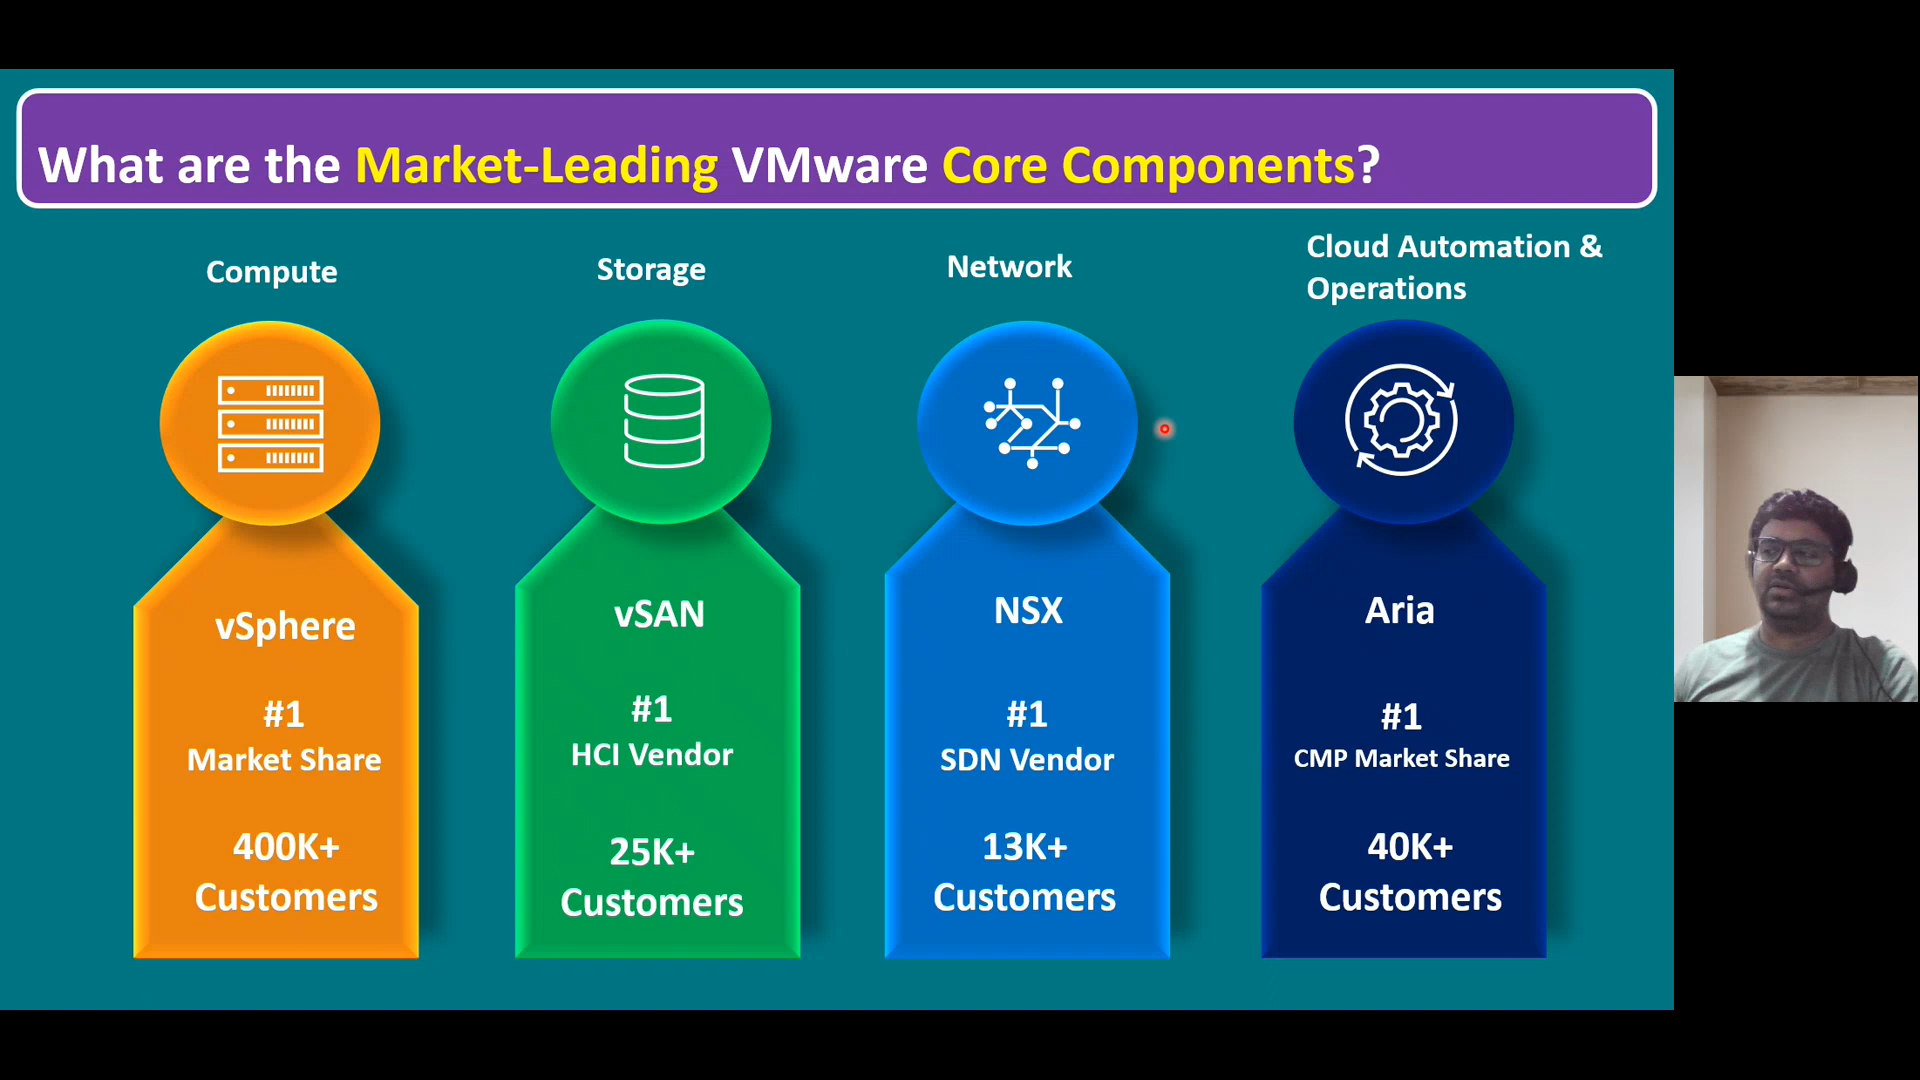 What are the Market-Leading VMware Core Components?
Compute
Storage
Network
Cloud Automation &
Operations
vSphere
#1
Market Share
400K+
Customers
vSAN
#1
HCI Vendor
25K+
Customers
NSX
#1
SDN Vendor
13K+
Customers
Aria
#1
CMP Market Share
40K+
Customers